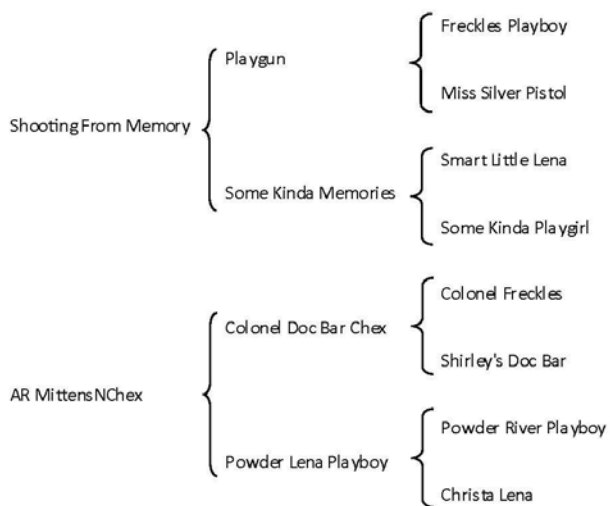 Freckles Playboy
Playgun
Miss Silver Pistol
Shooting From Memory
Smart Little Lena
Some Kinda Memories
Some Kinda Playgirl
Colonel Freckles
Colonel Doc Bar Chex
Shirley's Doc Bar
AR MittensNChex
Powder River Playboy
Powder Lena Playboy
Christa Lena